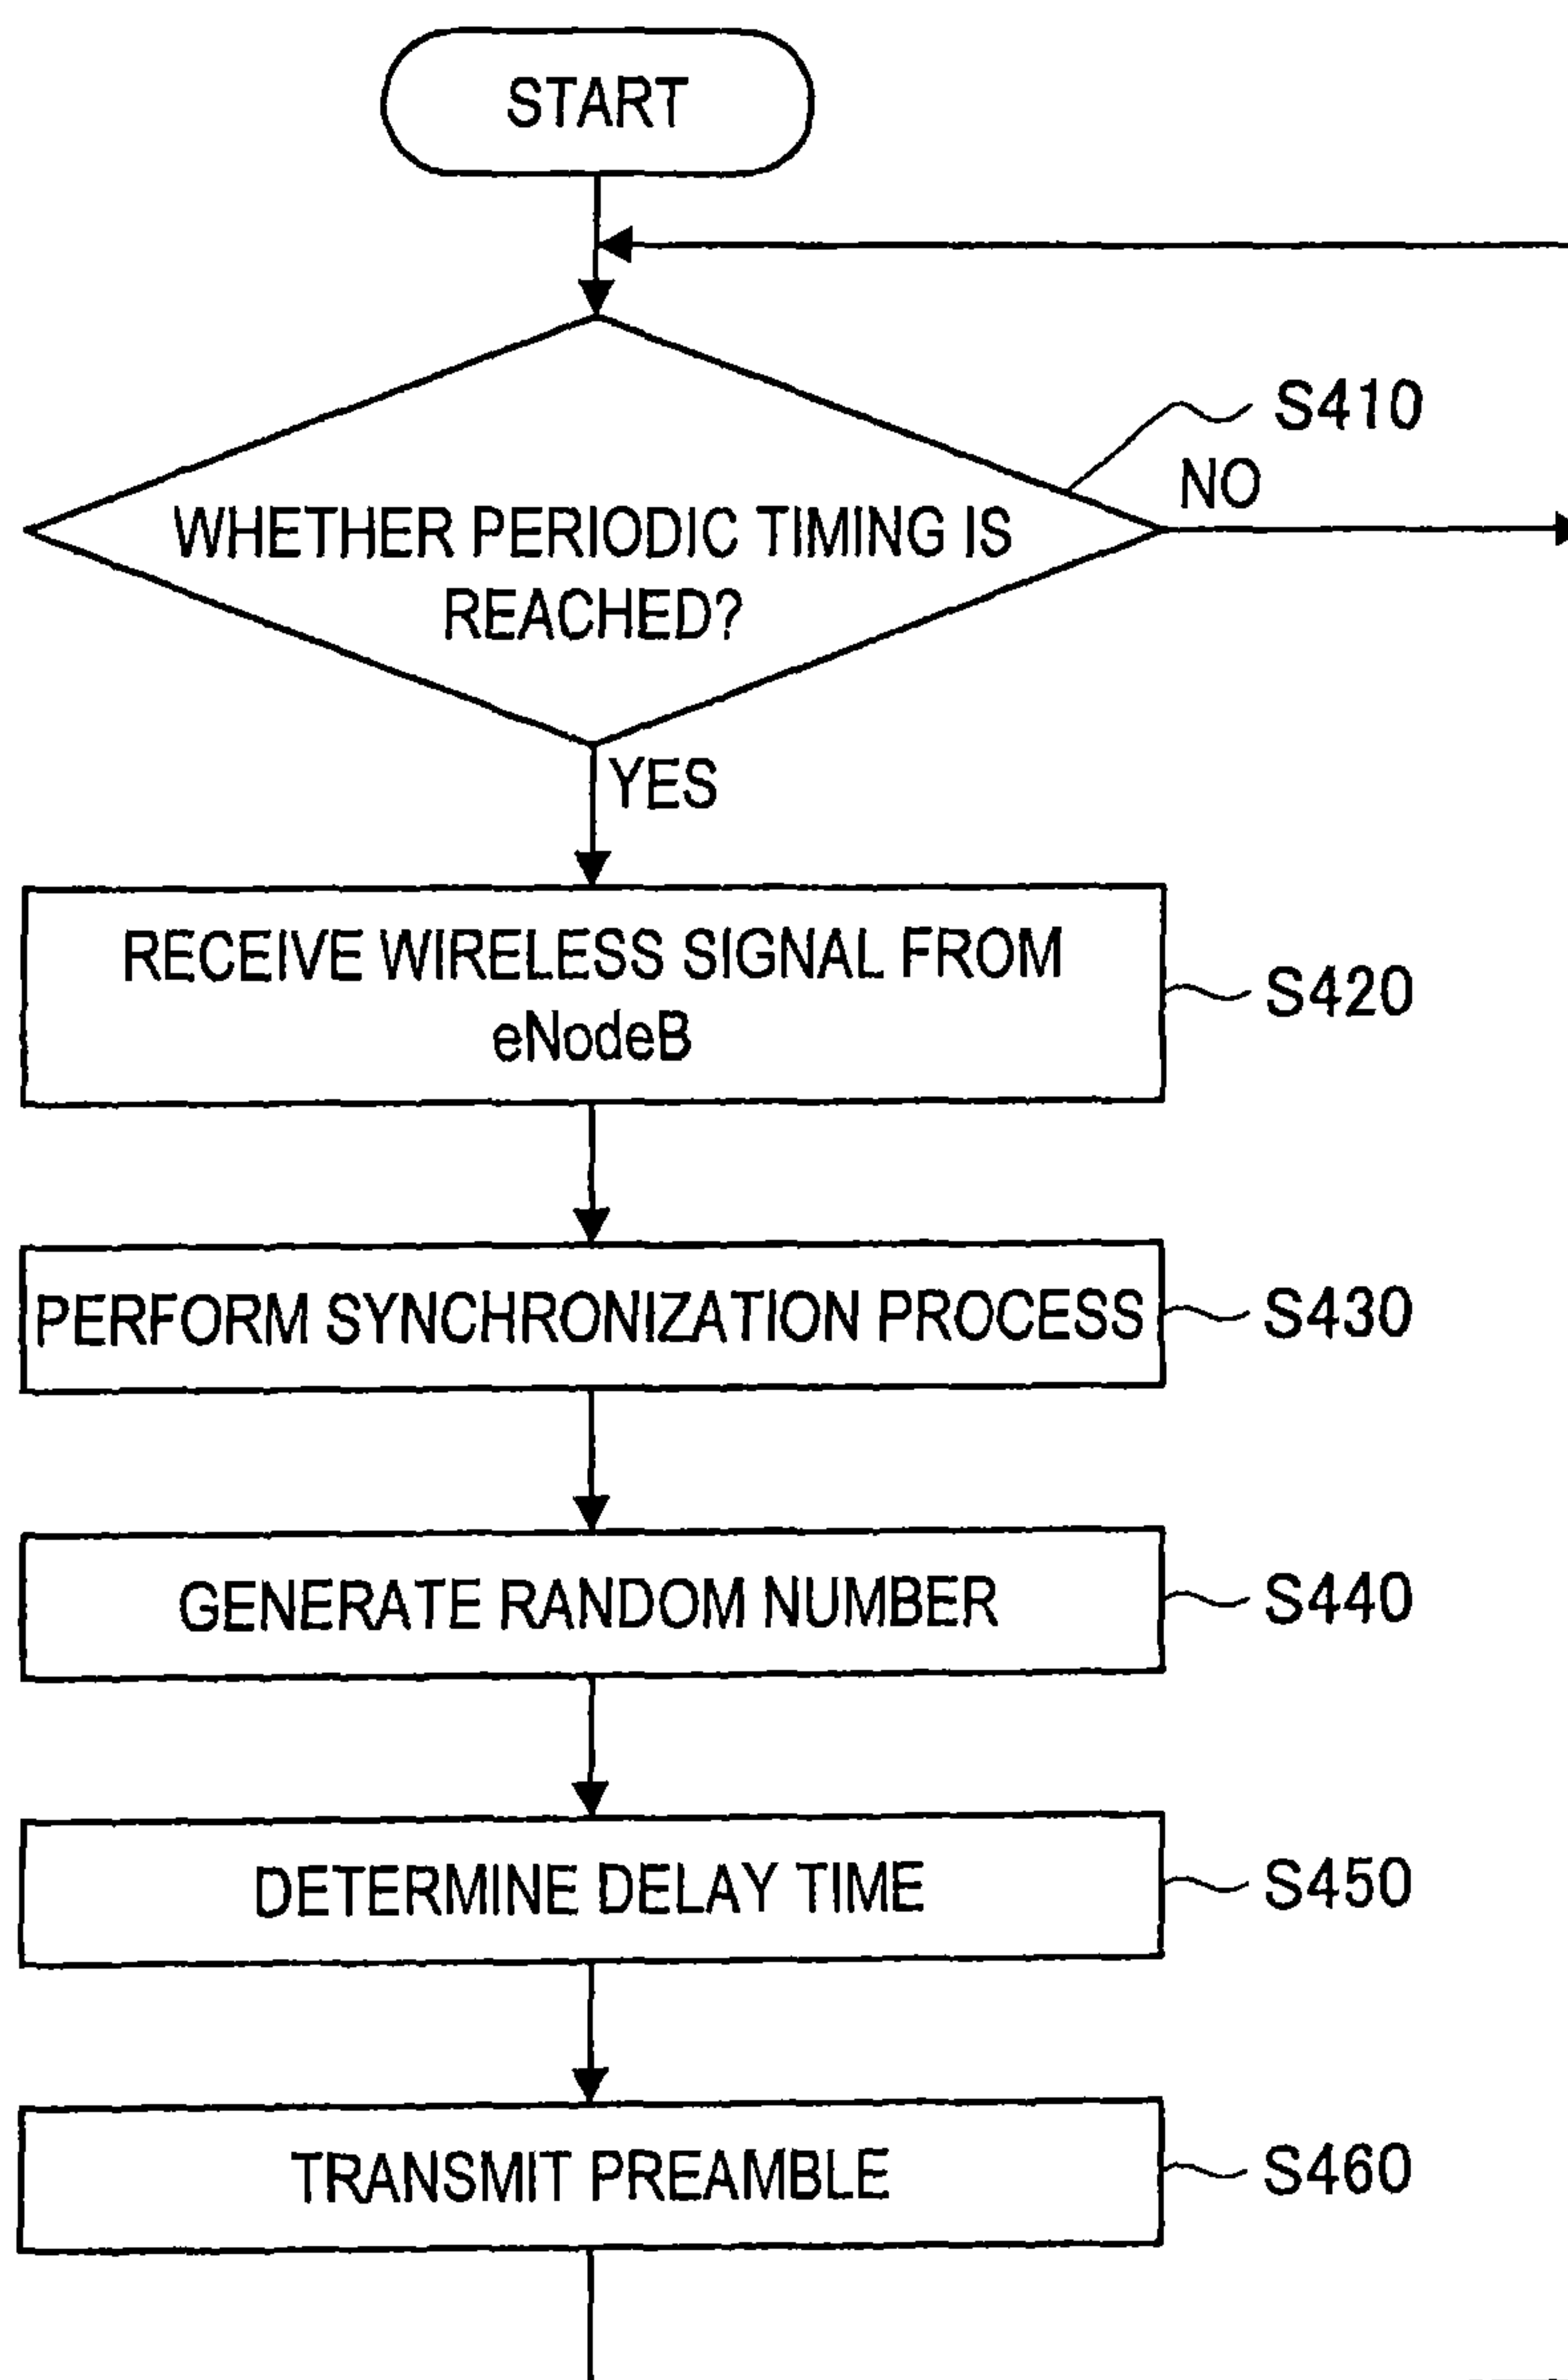 START
S410
NO
WHETHER PERIODIC TIMING IS
REACHED?
YES
RECEIVE WIRELESS SIGNAL FROM
eNodeB
S420
PERFORM SYNCHRONIZATION PROCESS
S430
GENERATE RANDOM NUMBER
S440
DETERMINE DELAY TIME
S450
TRANSMIT PREAMBLE
S460